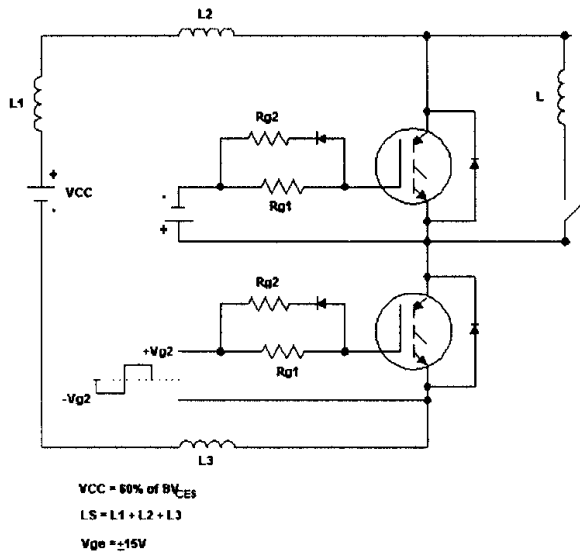 L2
L1
L
Rg2
+
VCC
-
-
+
Rg1
Rg2
+Vg2
Rg1
-Vg2
L3
VCC = 60% of BVCES
LS = L1 + L2 + L3
Vge = ±15V